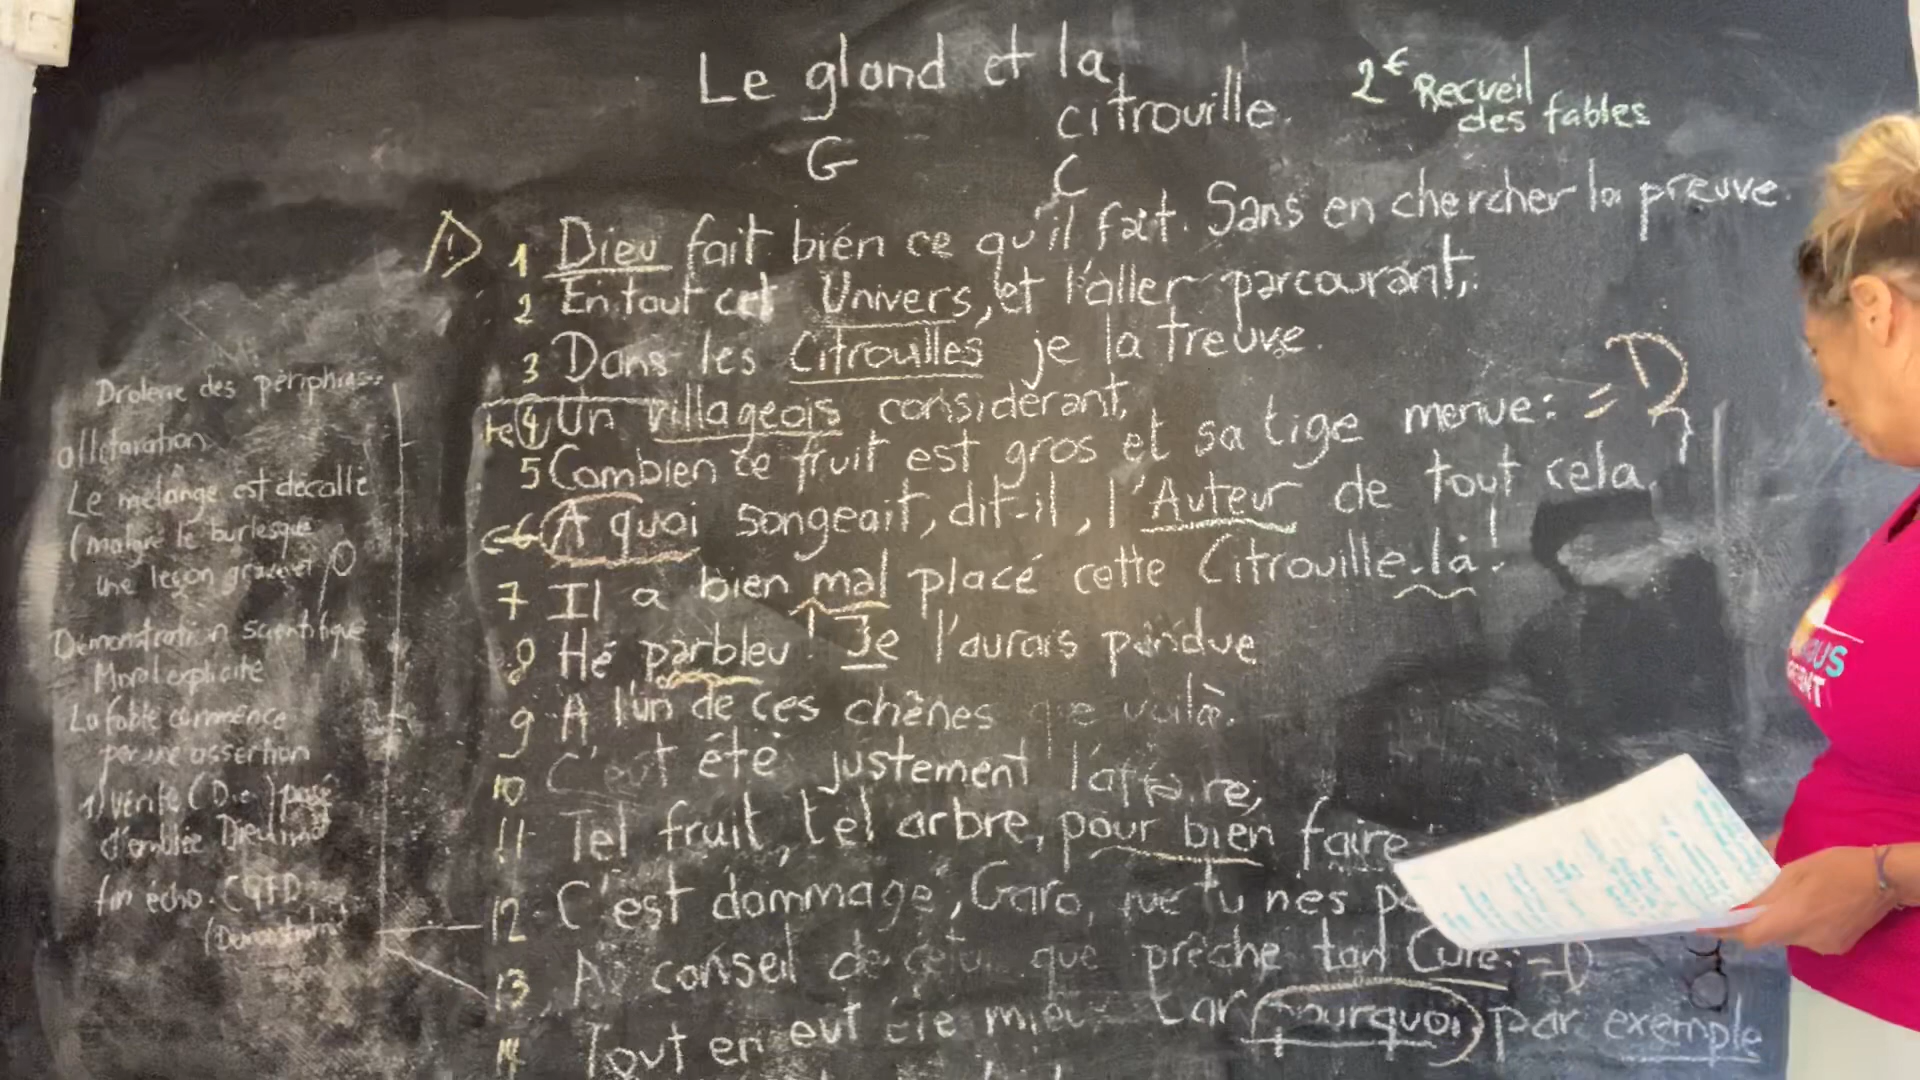 Le gland et la
citrouille.
2e Recueil
des fables
G C
1 Dieu fait bien ce qu'il fait. Sans en chercher la preuve.
2 En tout cet Univers, et l'aller parcourant,
3 Dans les Citrouilles je la treuve.
4 Un villageois considérant,
5 Combien ce fruit est gros et sa tige menue: = D
6 A quoi songeait, dit-il, l'Auteur de tout cela.
7 Il a bien mal placé cette Citrouille-là!
8 Hé parbleu! Je l'aurais pendue
9 A l'un de ces chênes que voilà.
10 C'eut été justement l'affaire;
11 Tel fruit, tel arbre, pour bien faire
12 C'est dommage, Garo, que tu n'es
13 Au conseil de celui que prêche ton Curé: D
14 Tout en eut été mieux car pourquoi par exemple
Drolerie des périphrases
alliteration
Le mélange est décallé
(malgré le burlesque
une leçon
Démonstration scientifique
Moral explicite
La fable commence
par une assertion
1) Vérité (Dieu) posé
d'emblée Dieu
fin écho. CQFD